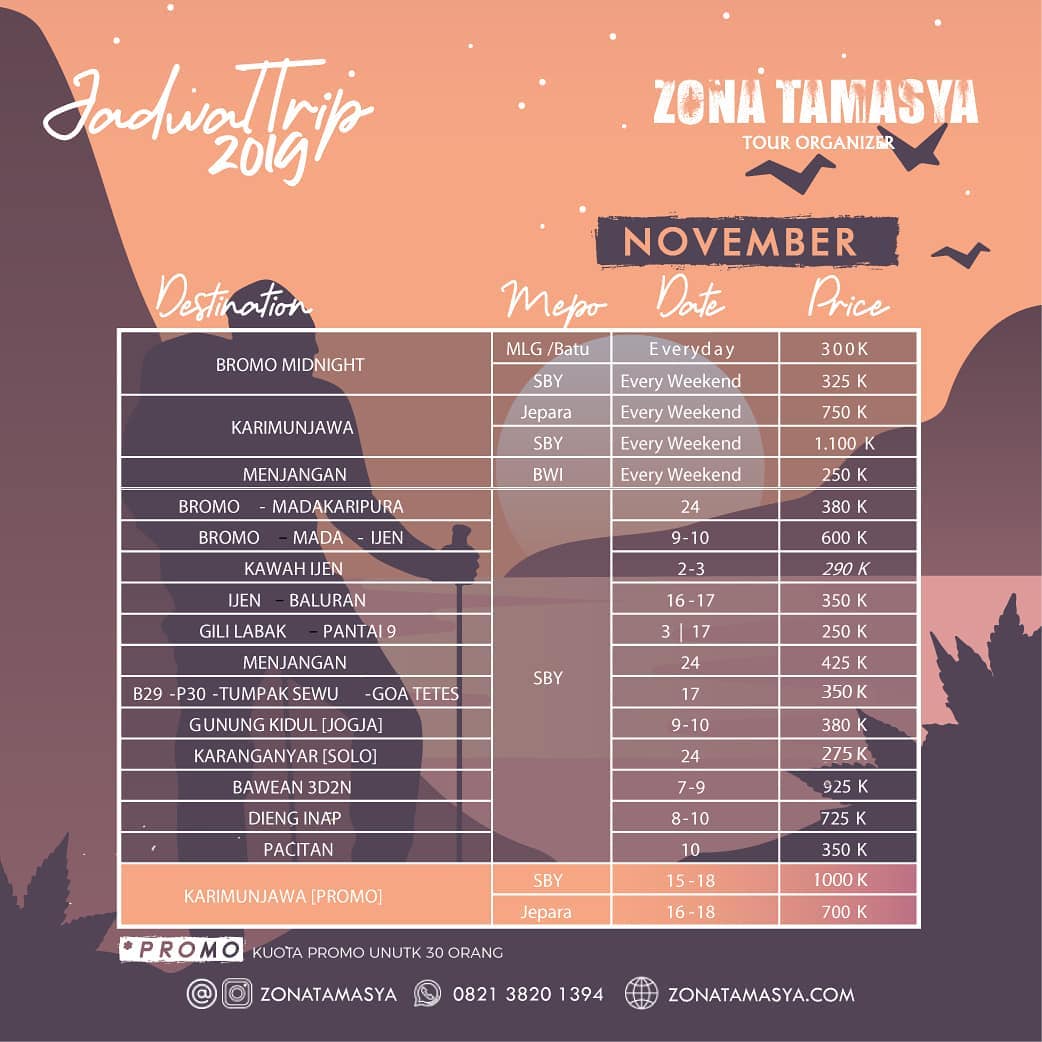 Jadwal Trip
2019
ZONA TAMASYA
TOUR ORGANIZER
NOVEMBER
Destination Mepo Date Price
BROMO MIDNIGHT MLG /Batu Everyday 300K
SBY Every Weekend 325 K
KARIMUNJAWA Jepara Every Weekend 750 K
SBY Every Weekend 1.100 K
MENJANGAN BWI Every Weekend 250 K
BROMO - MADAKARIPURA 24 380 K
BROMO - MADA - IJEN 9-10 600 K
KAWAH IJEN 2-3 290 K
IJEN - BALURAN 16-17 350 K
GILI LABAK - PANTAI 9 3 | 17 250 K
MENJANGAN 24 425 K
SBY
B29 -P30 -TUMPAK SEWU -GOA TETES 17 350 K
GUNUNG KIDUL [JOGJA] 9-10 380 K
KARANGANYAR [SOLO] 24 275 K
BAWEAN 3D2N 7-9 925 K
DIENG INAP 8-10 725 K
PACITAN 10 350 K
KARIMUNJAWA [PROMO] SBY 15-18 1000 K
Jepara 16-18 700 K
*PROMO KUOTA PROMO UNUTK 30 ORANG
@ ZONATAMASYA 0821 3820 1394 ZONATAMASYA.COM